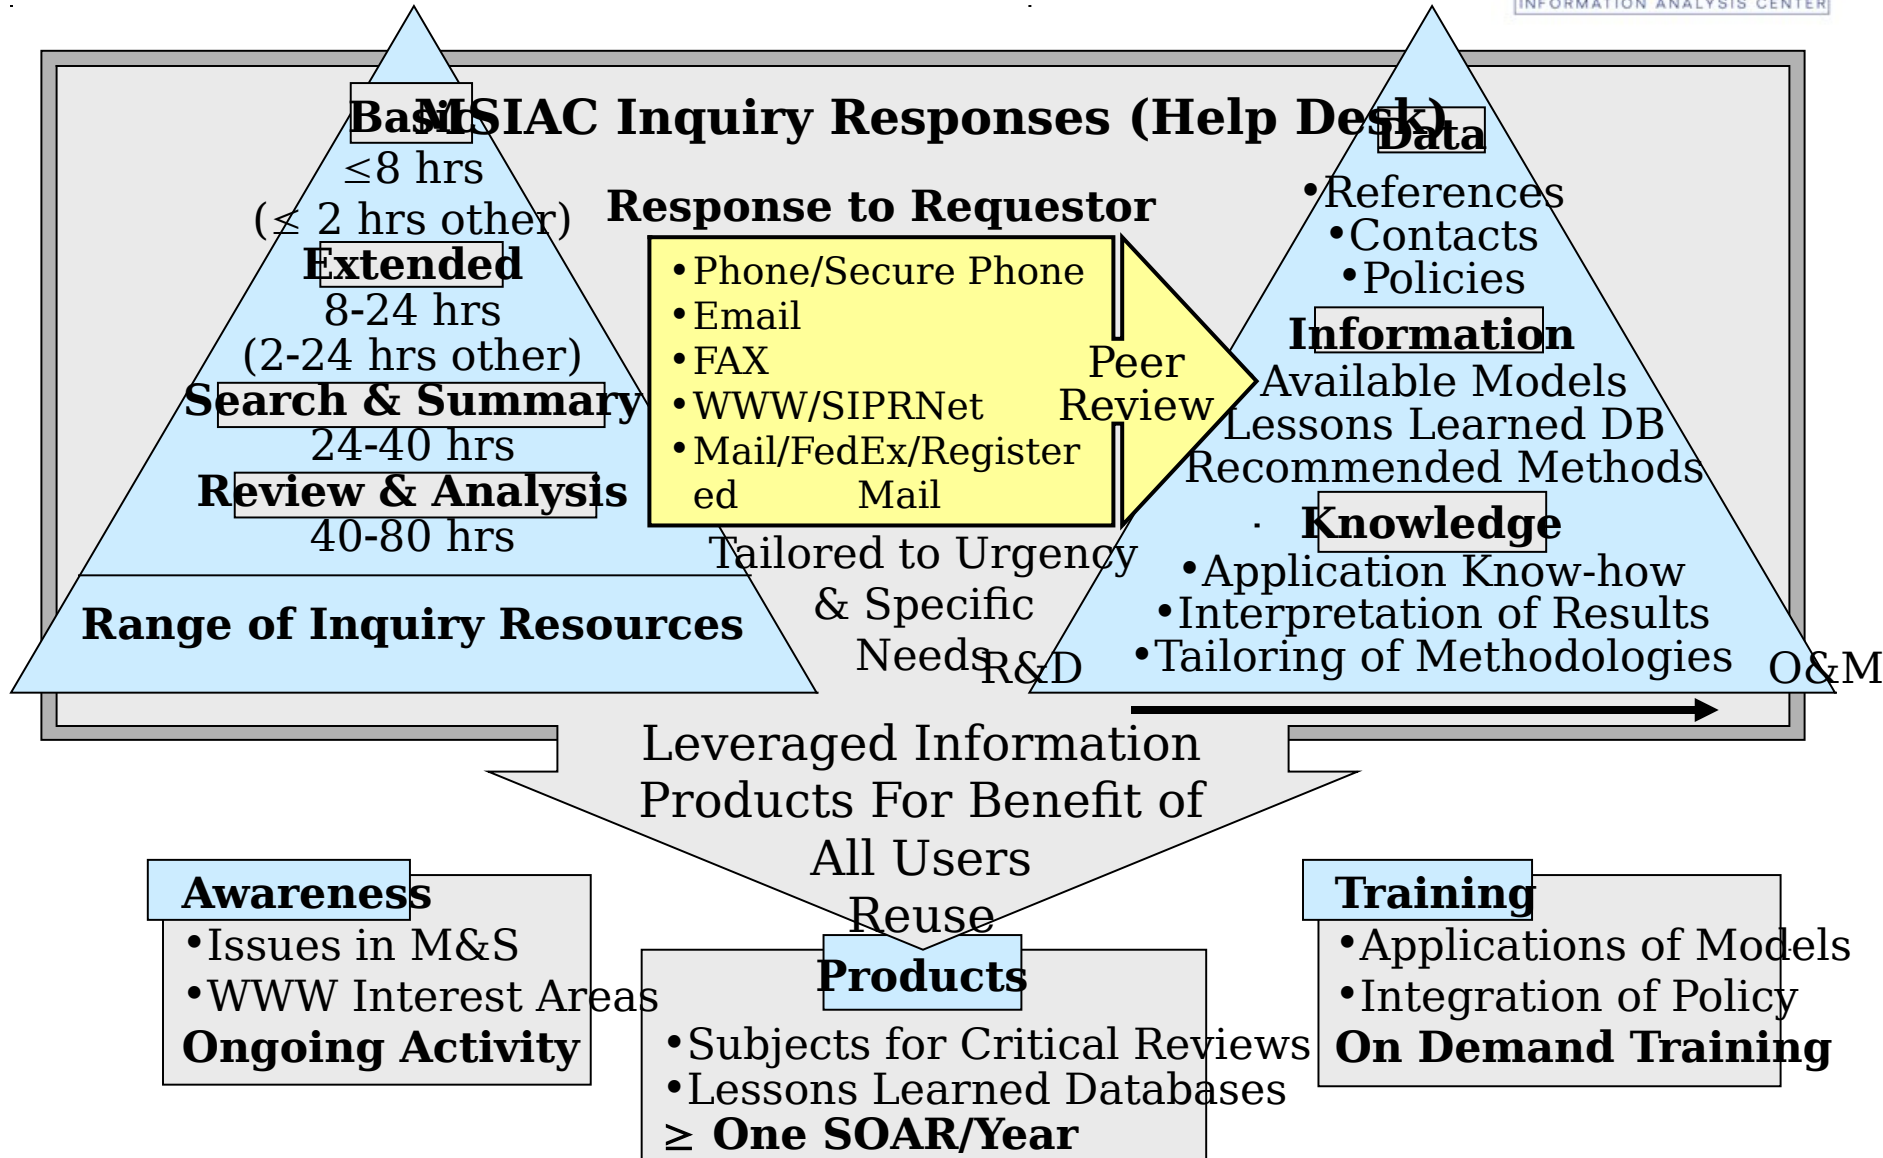 INFORMATION ANALYSIS CENTER
MSIAC Inquiry Responses (Help Desk)
Basic
≤8 hrs
(≤ 2 hrs other)
Extended
8-24 hrs
(2-24 hrs other)
Search & Summary
24-40 hrs
Review & Analysis
40-80 hrs
Range of Inquiry Resources
Response to Requestor
•Phone/Secure Phone
•Email
•FAX
•WWW/SIPRNet
•Mail/FedEx/Register
ed Mail
Peer
Review
Tailored to Urgency
& Specific
Needs
Data
•References
•Contacts
•Policies
Information
Available Models
Lessons Learned DB
Recommended Methods
Knowledge
•Application Know-how
•Interpretation of Results
•Tailoring of Methodologies
R&D
O&M
Leveraged Information
Products For Benefit of
All Users
Reuse
Awareness
•Issues in M&S
•WWW Interest Areas
Ongoing Activity
Products
•Subjects for Critical Reviews
•Lessons Learned Databases
≥ One SOAR/Year
Training
•Applications of Models
•Integration of Policy
On Demand Training